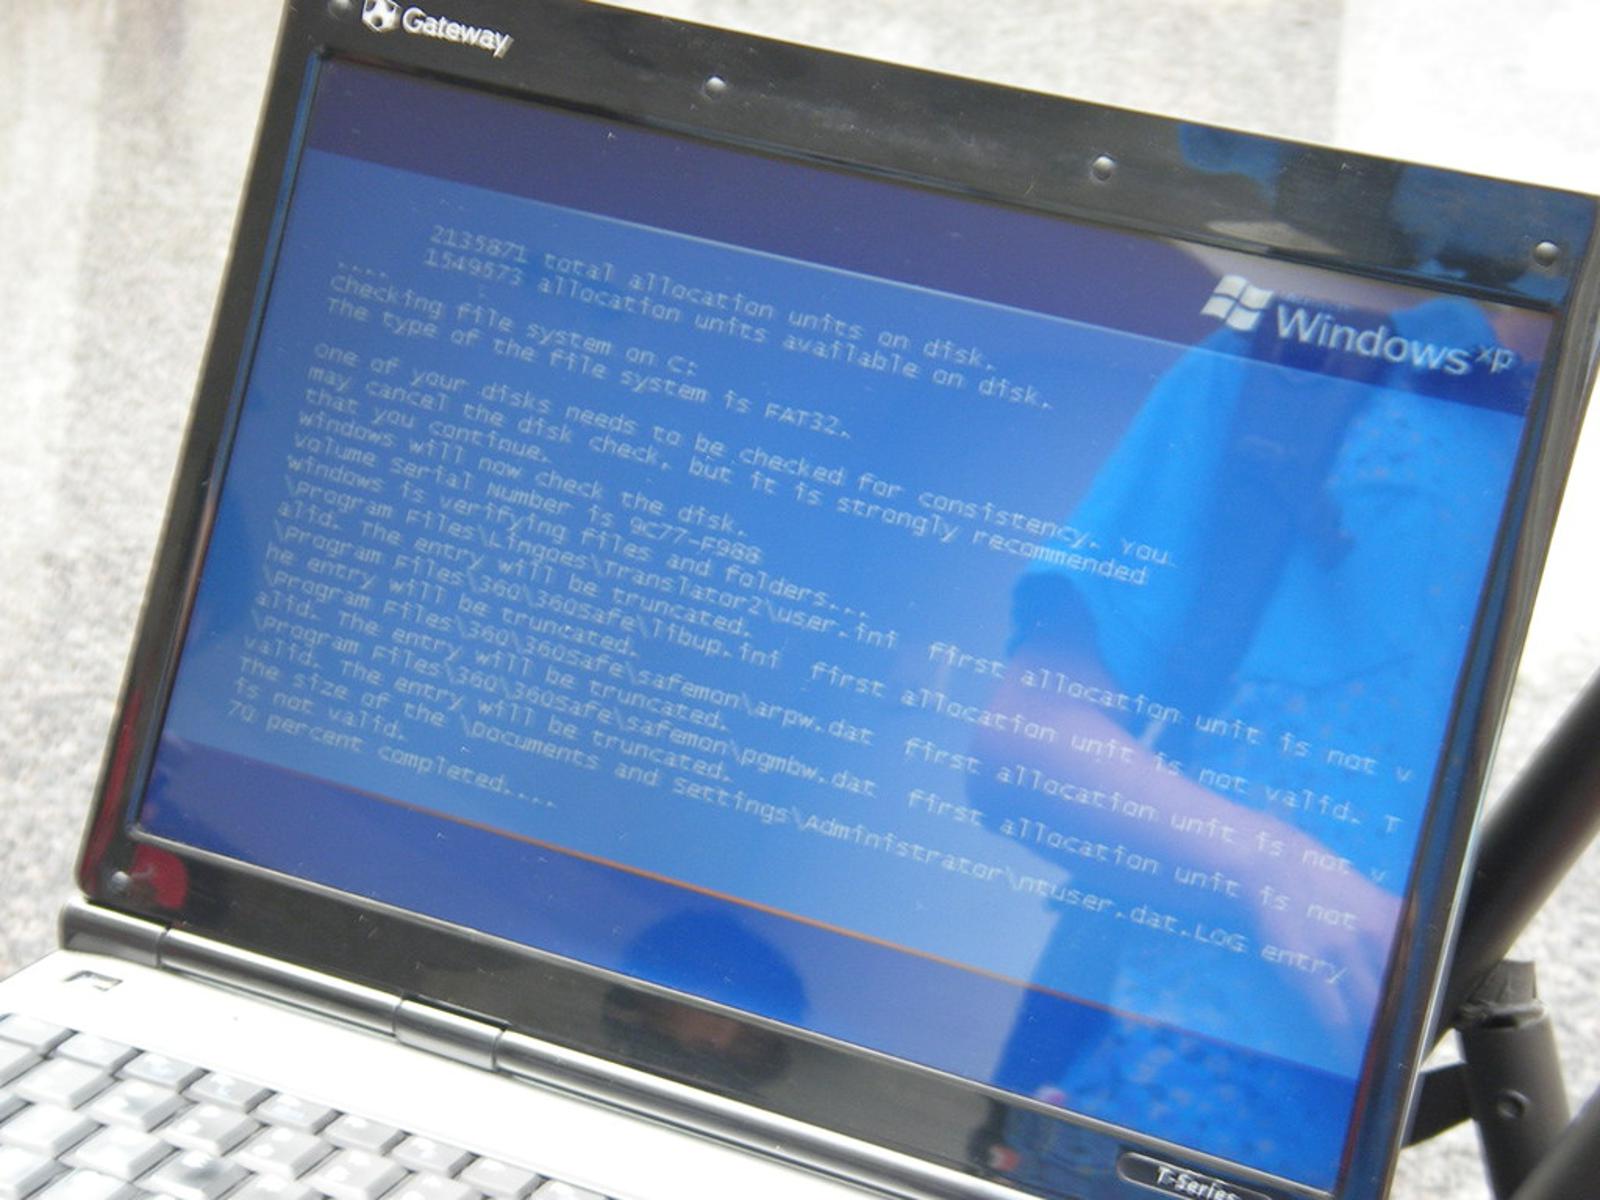 Gateway
Windows xp
2135871 total allocation units on disk.
1549573 allocation units available on disk.
....
Checking file system on C:
The type of the file system is FAT32.
One of your disks needs to be checked for consistency. You
may cancel the disk check, but it is strongly recommended
that you continue.
Windows will now check the disk.
Volume Serial Number is 9C77-F988
Windows is verifying files and folders...
\Program Files\Lingoes\Translator2\user.ini  first allocation unit is not v
alid. The entry will be truncated.
\Program Files\360\360Safe\libup.ini  first allocation unit is not valid. T
he entry will be truncated.
\Program Files\360\360Safe\safemon\arpw.dat  first allocation unit is not v
alid. The entry will be truncated.
\Program Files\360\360Safe\safemon\pgmbw.dat  first allocation unit is not
valid. The entry will be truncated.
The size of the \Documents and Settings\Administrator\ntuser.dat.LOG entry
is not valid.
70 percent completed....
T-Series